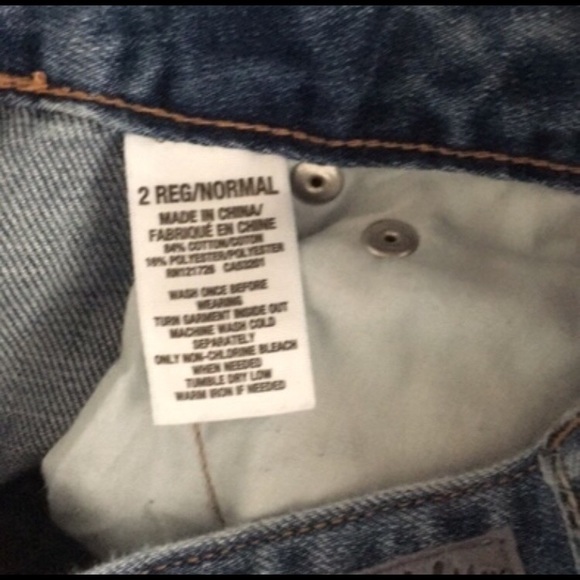 2 REG/NORMAL
MADE IN CHINA/
FABRIQUÉ EN CHINE
84% COTTON/COTON
16% POLYESTER/POLYESTER
RN121726 CA53201
WASH ONCE BEFORE
WEARING
TURN GARMENT INSIDE OUT
MACHINE WASH COLD
SEPARATELY
ONLY NON-CHLORINE BLEACH
WHEN NEEDED
TUMBLE DRY LOW
WARM IRON IF NEEDED